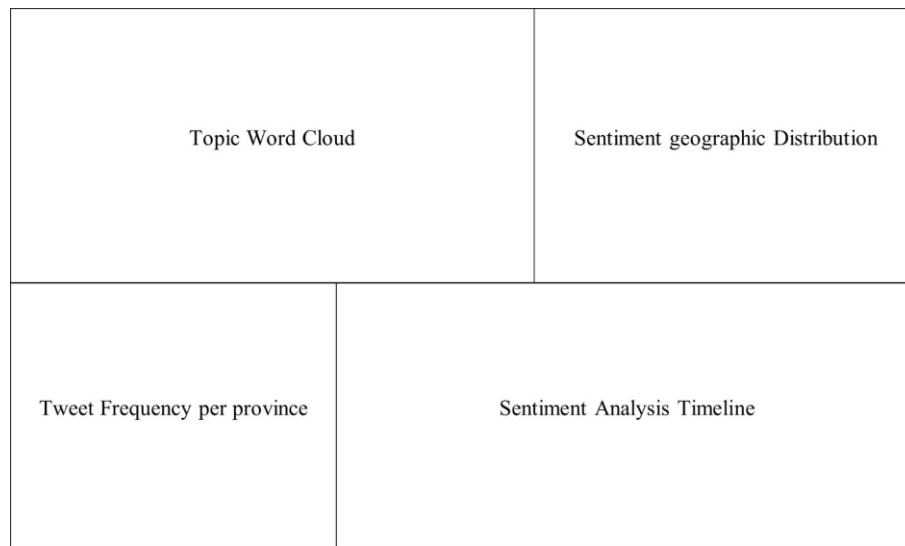 Topic Word Cloud
Sentiment geographic Distribution
Tweet Frequency per province
Sentiment Analysis Timeline